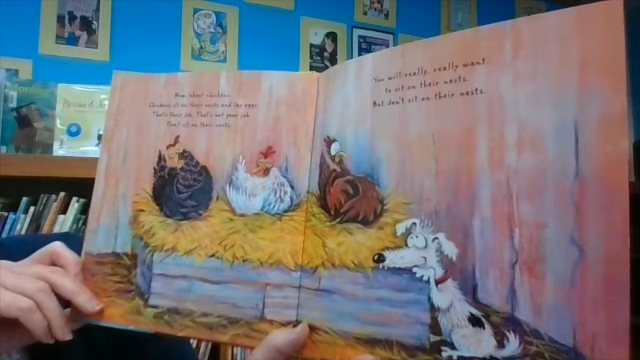 Now about chickens.
Chickens sit on their nests and lay eggs.
That's their job. That's not your job.
Don't sit on their nests.
You will really, really want
to sit on their nests.
But don't sit on their nests.